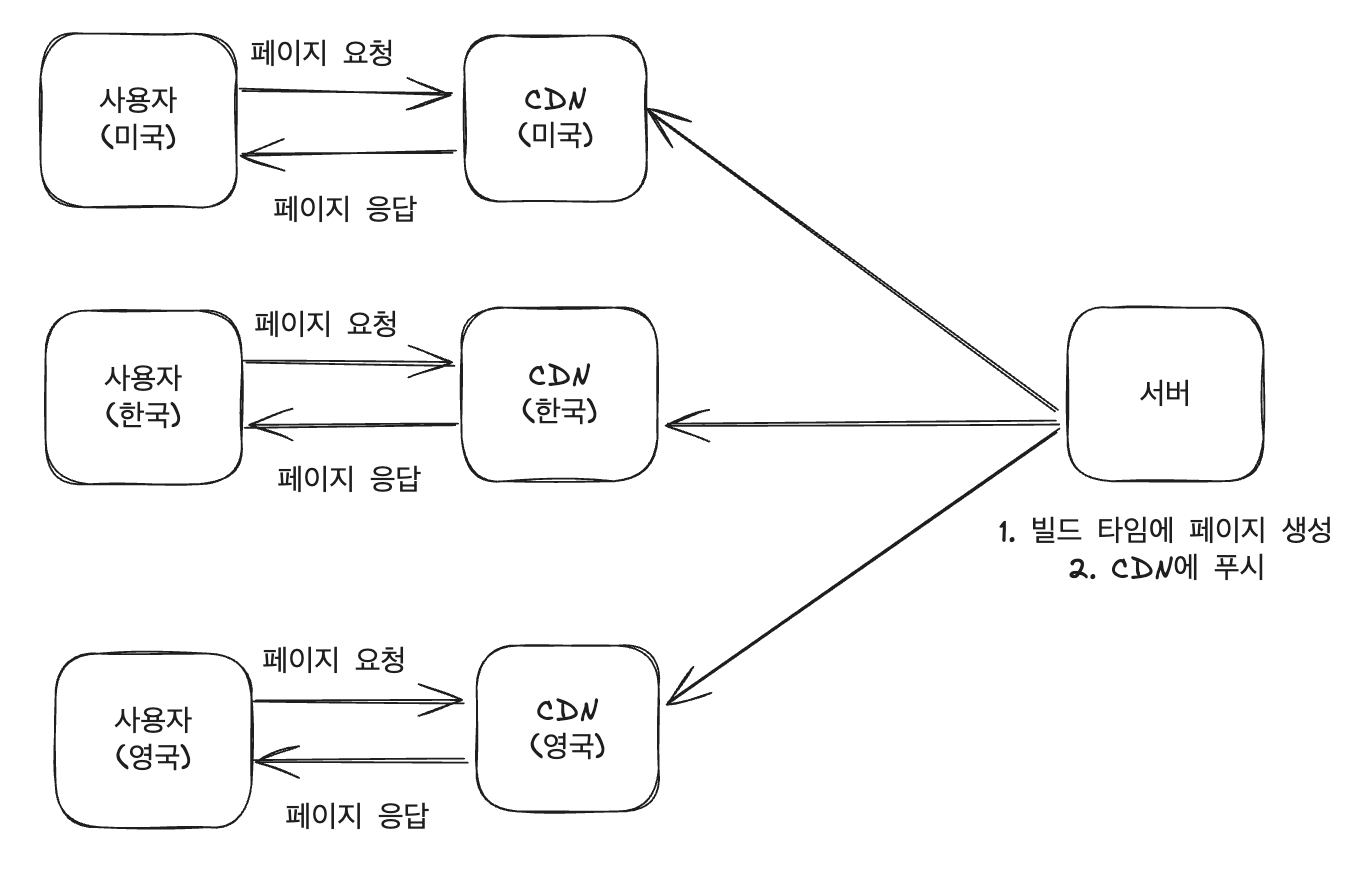 페이지 요청
사용자
(미국)
CDN
(미국)
페이지 응답
페이지 요청
사용자
(한국)
CDN
(한국)
페이지 응답
서버
1. 빌드 타임에 페이지 생성
2. CDN에 푸시
페이지 요청
사용자
(영국)
CDN
(영국)
페이지 응답